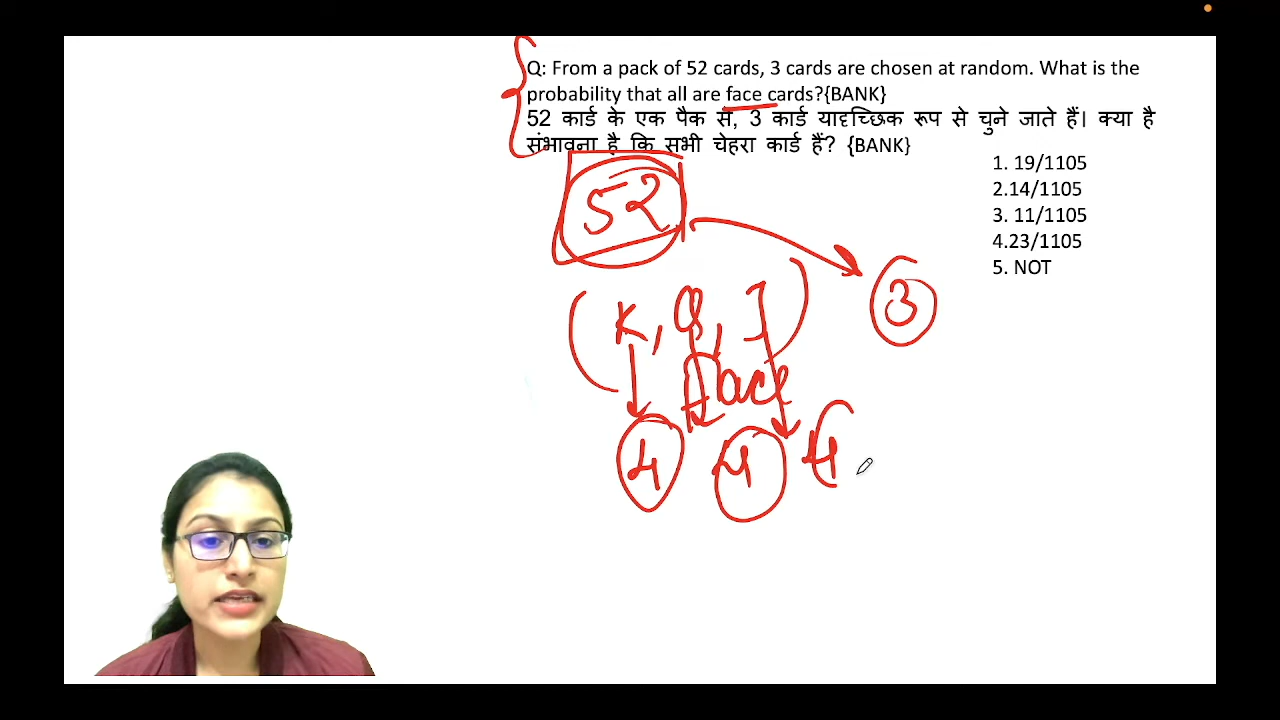 Q: From a pack of 52 cards, 3 cards are chosen at random. What is the
probability that all are face cards?{BANK}
52 कार्ड के एक पैक से, 3 कार्ड यादृच्छिक रूप से चुने जाते हैं। क्या है
संभावना है कि सभी चेहरा कार्ड हैं? {BANK}
1. 19/1105
2.14/1105
3. 11/1105
4.23/1105
5. NOT
52
3
K, Q, J
Face
4 4 4